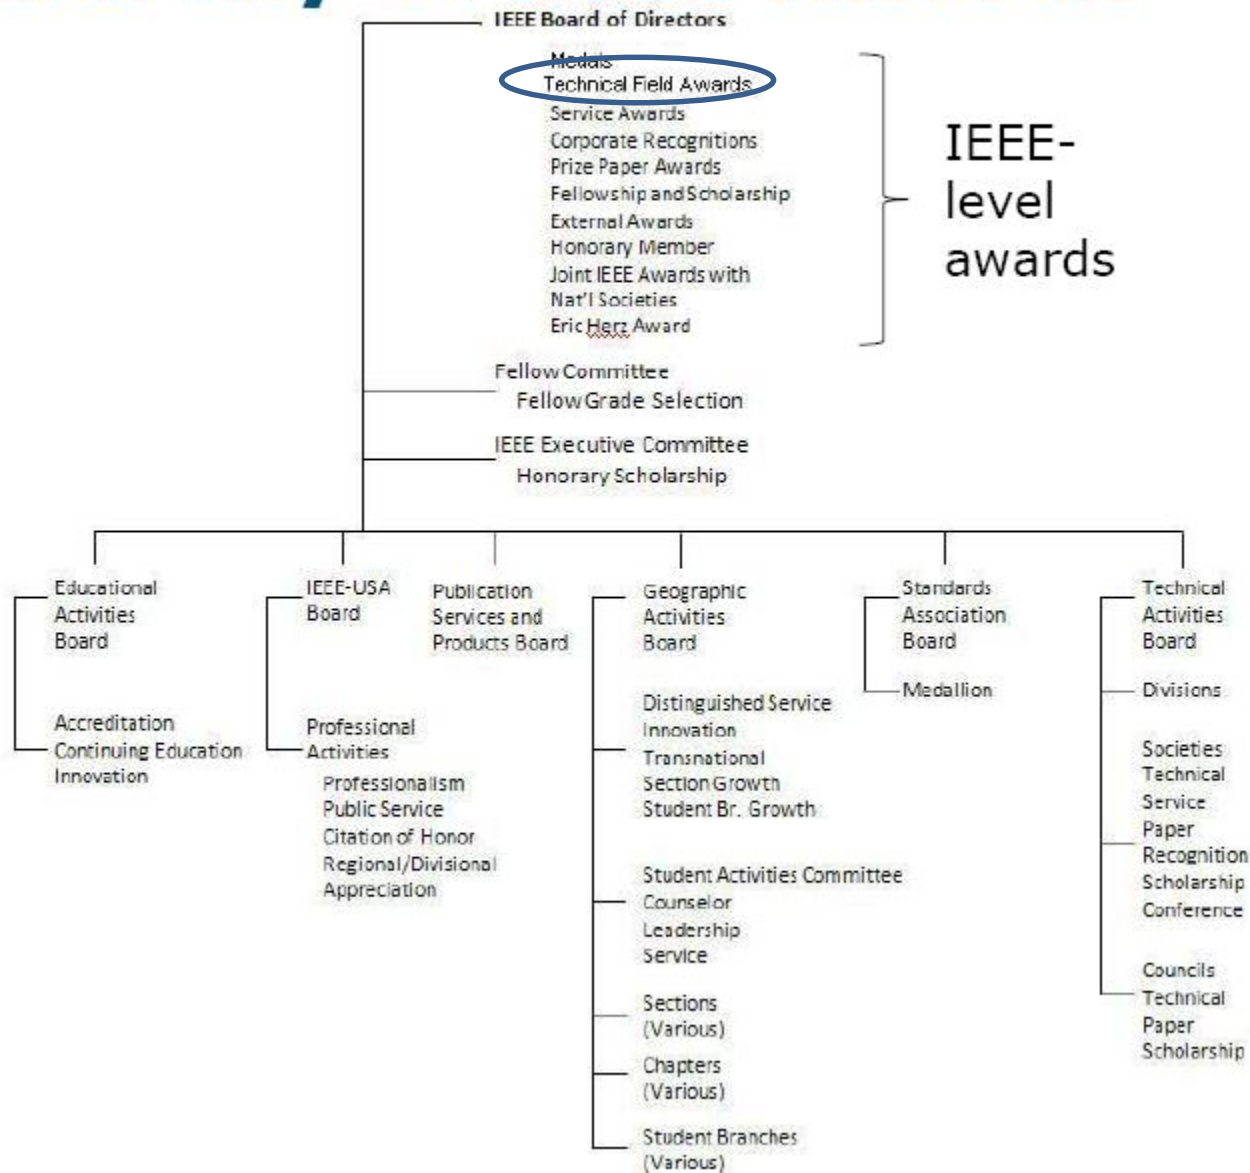 IEEE Board of Directors
Medals
Technical Field Awards
Service Awards
Corporate Recognitions
Prize Paper Awards
Fellowship and Scholarship
External Awards
Honorary Member
Joint IEEE Awards with
Nat'l Societies
Eric Herz Award
IEEE-
level
awards
Fellow Committee
Fellow Grade Selection
IEEE Executive Committee
Honorary Scholarship
Educational
Activities
Board
Accreditation
Continuing Education
Innovation
IEEE-USA
Board
Professional
Activities
Professionalism
Public Service
Citation of Honor
Regional/Divisional
Appreciation
Publication
Services and
Products Board
Geographic
Activities
Board
Distinguished Service
Innovation
Transnational
Section Growth
Student Br. Growth
Student Activities Committee
Counselor
Leadership
Service
Sections
(Various)
Chapters
(Various)
Student Branches
(Various)
Standards
Association
Board
Medallion
Technical
Activities
Board
Divisions
Societies
Technical
Service
Paper
Recognition
Scholarship
Conference
Councils
Technical
Paper
Scholarship